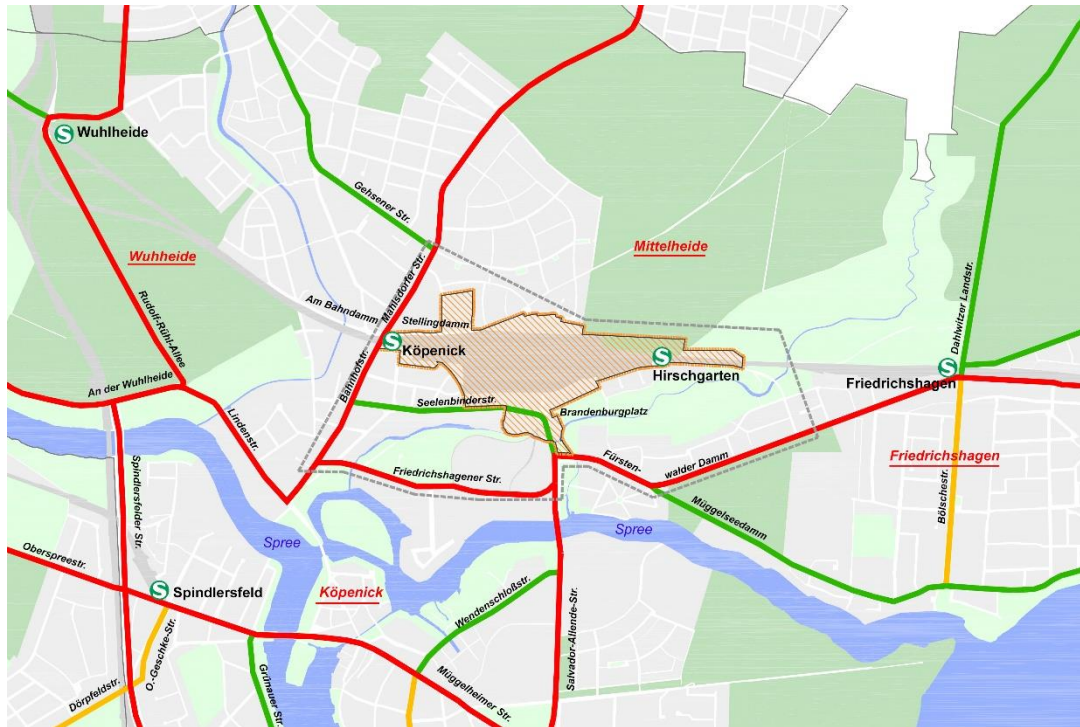 S Wuhlheide
Gehsener Str.
Wuhheide
Mittelheide
Mahlsdorfer Str.
Rudolf-Rühl-Allee
Am Bahndamm
Stellingdamm
Dahlwitzer Landstr.
S
Köpenick
S
Hirschgarten
S
Friedrichshagen
An der Wuhlheide
Bahnhofstr.
Seelenbinderstr.
Brandenburgplatz
Lindenstr.
Fürsten-
walder Damm
Friedrichshagen
Spindlersfelder Str.
Friedrichshagener Str.
Bölschestr.
Müggelseedamm
Spree
Spree
Oberspreestr.
S
Spindlersfeld
Köpenick
Wendenschloßstr.
Salvador-Allende-Str.
O.-Geschke-Str.
Dörpfeldstr.
Grünauer Str.
Müggelheimer Str.